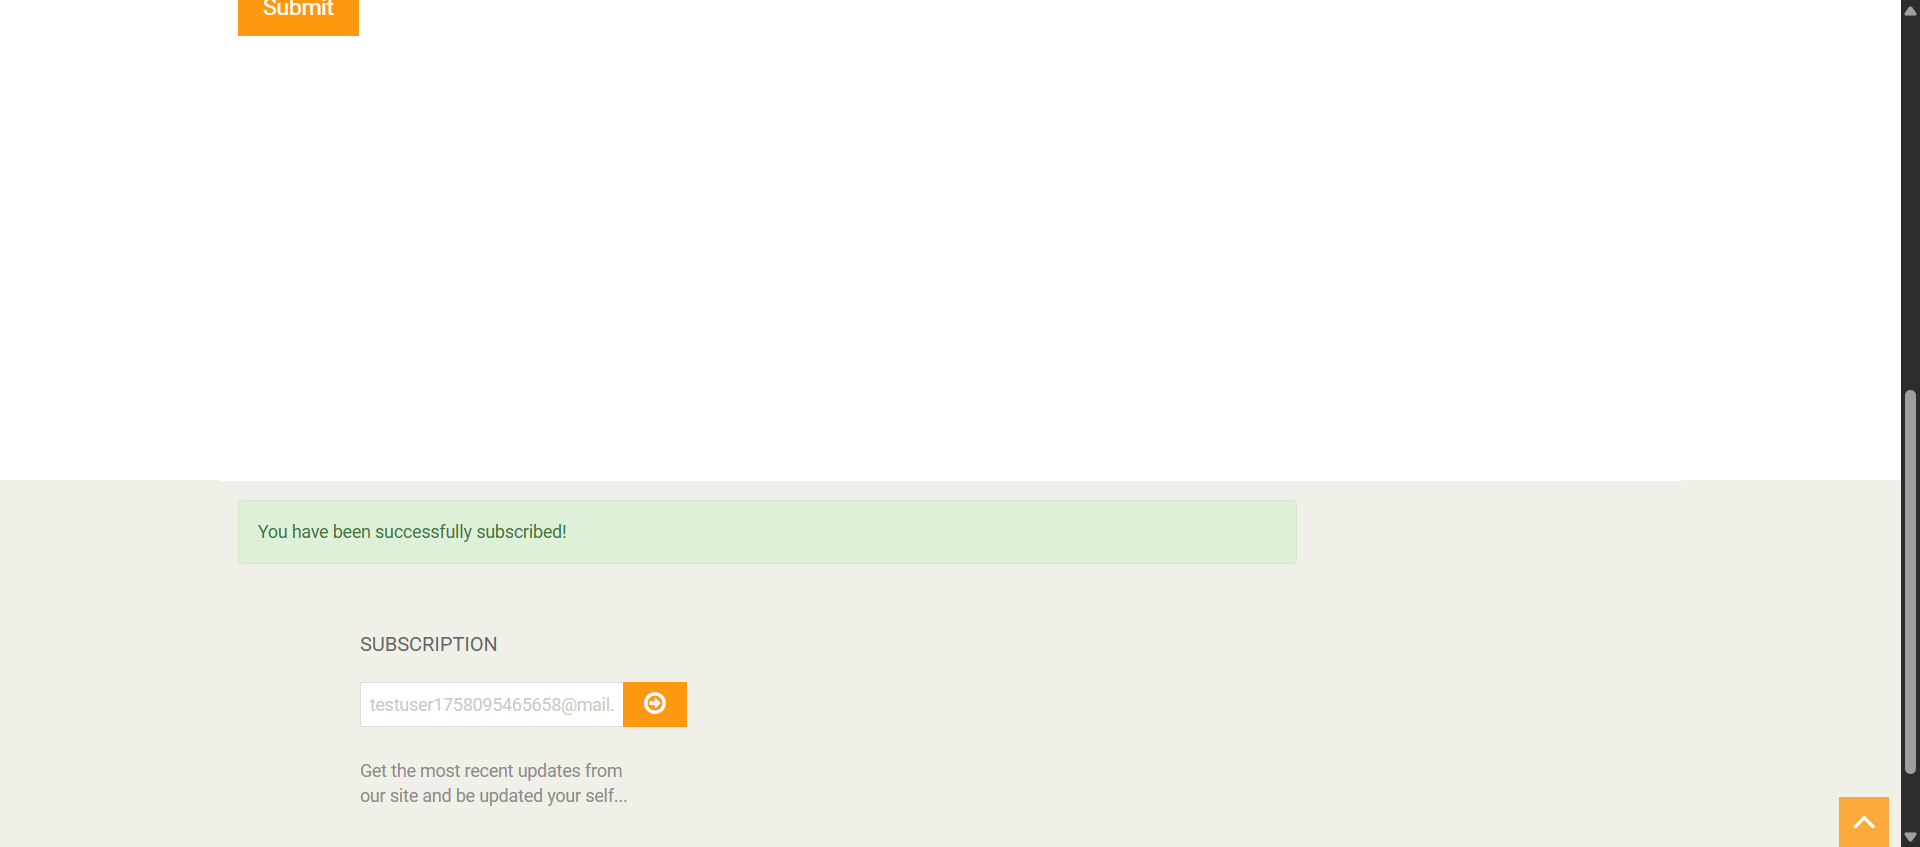 Submit
You have been successfully subscribed!
SUBSCRIPTION
testuser1758095465658@mail.
Get the most recent updates from
our site and be updated your self...